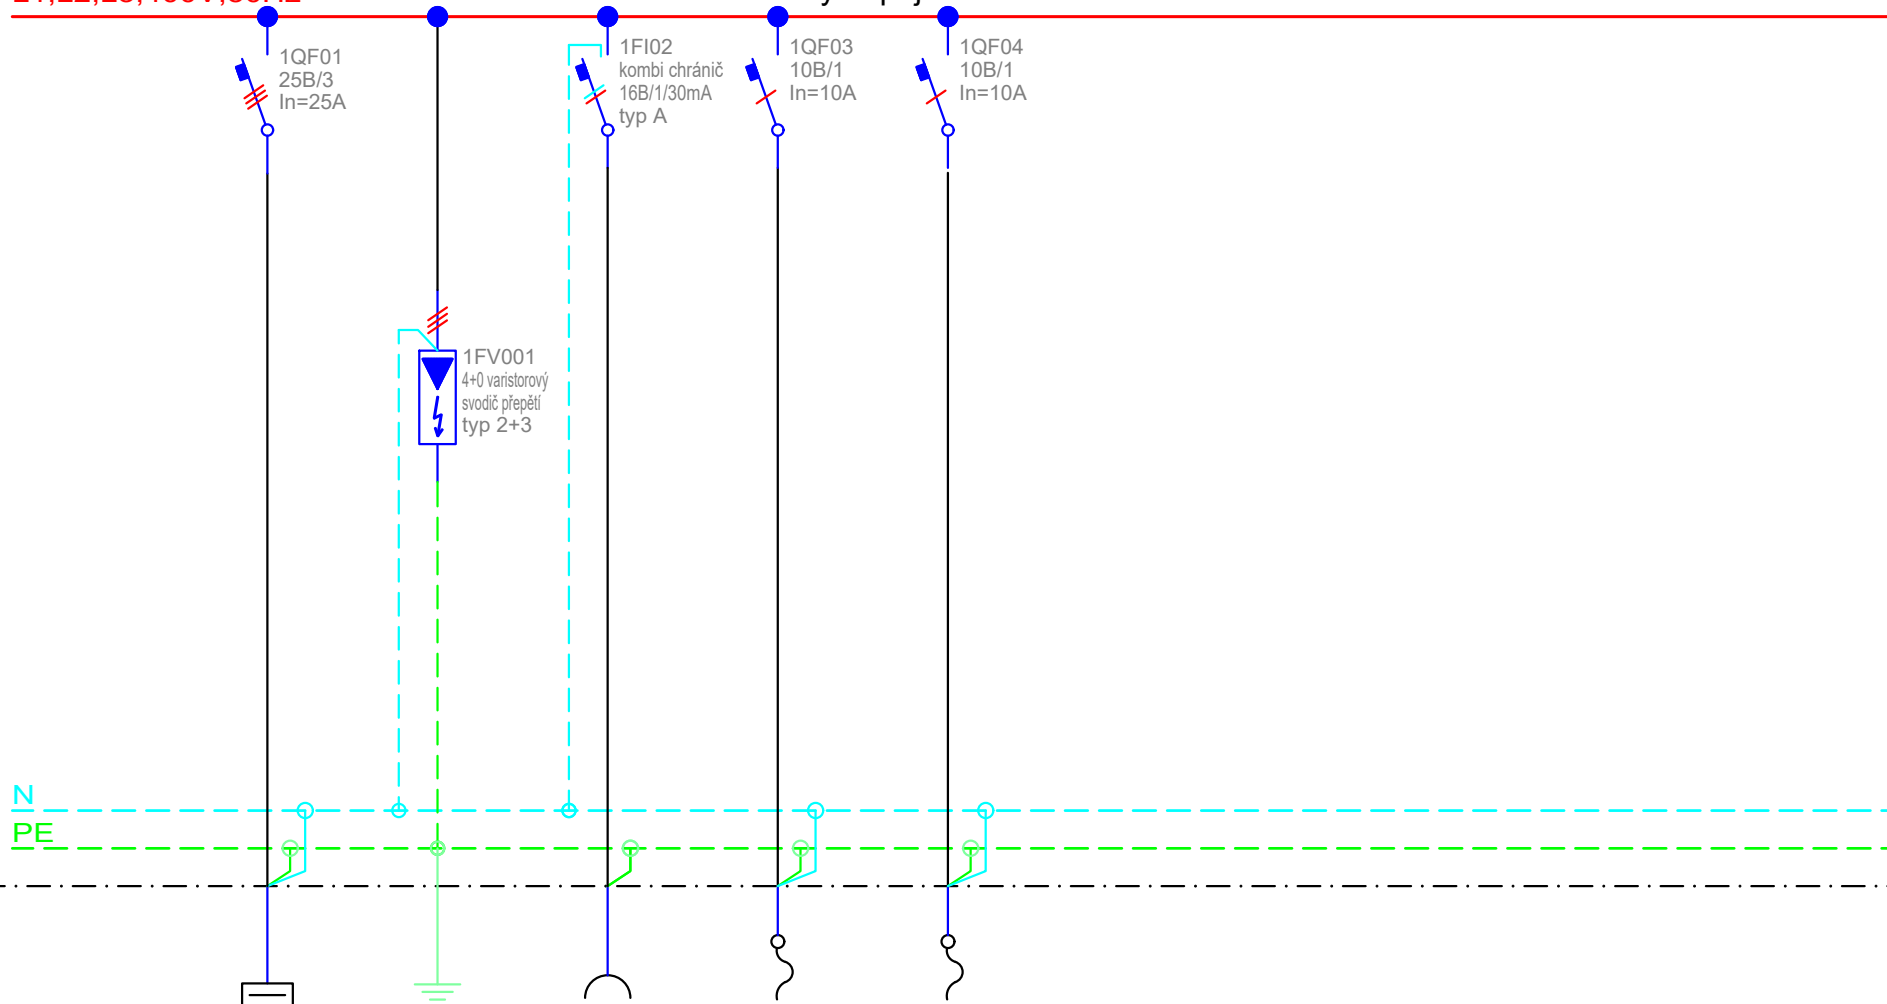 1QF01
25B/3
In=25A
1FI02
kombi chránič
16B/1/30mA
typ A
1QF03
10B/1
In=10A
1QF04
10B/1
In=10A
1FV001
4+0 varistorový
svodič přepětí
typ 2+3
N
PE